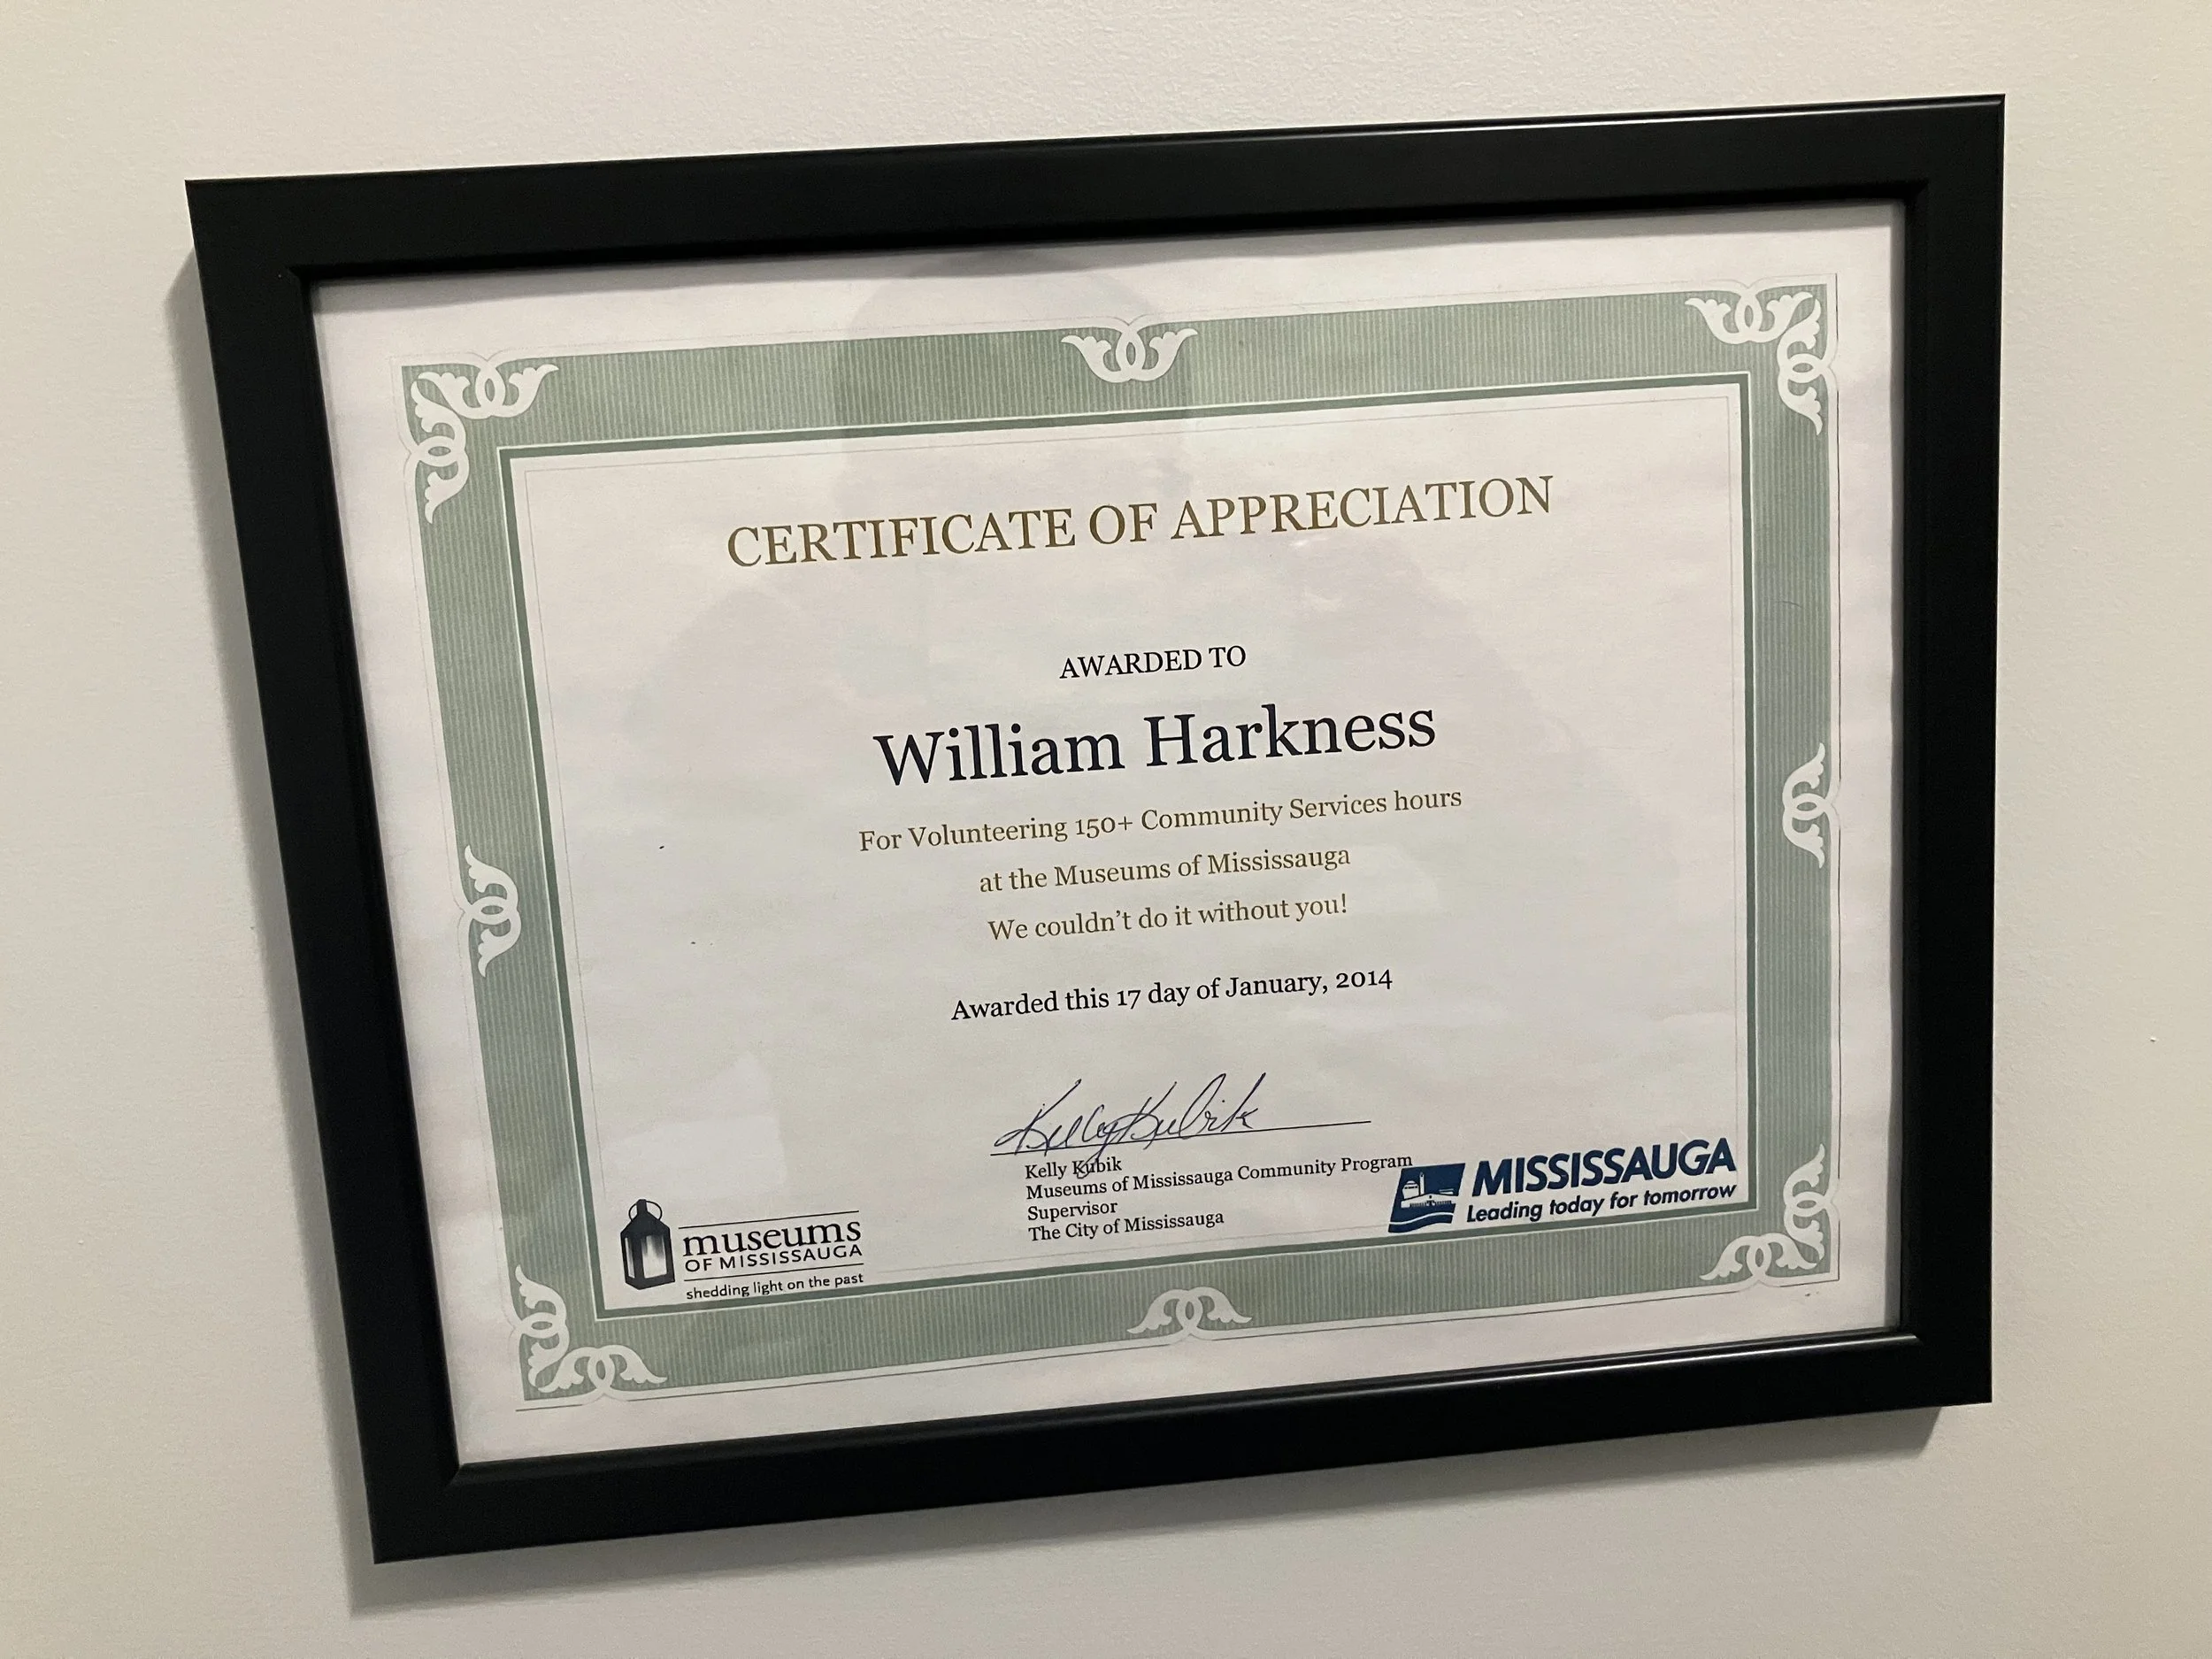 CERTIFICATE OF APPRECIATION
AWARDED TO
William Harkness
For Volunteering 150+ Community Services hours
at the Museums of Mississauga
We couldn't do it without you!
Awarded this 17 day of January, 2014
Kelly Kubik
Kelly Kubik
Museums of Mississauga Community Program
Supervisor
The City of Mississauga
museums
OF MISSISSAUGA
shedding light on the past
MISSISSAUGA
Leading today for tomorrow